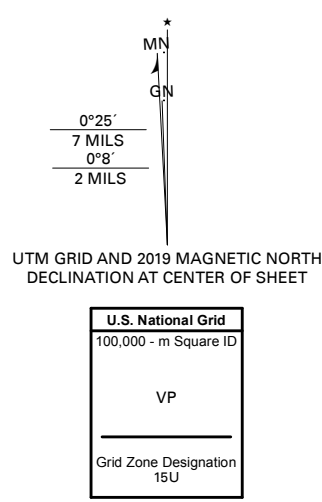 ★
MN
GN
0°25´
7 MILS
0°8´
2 MILS
UTM GRID AND 2019 MAGNETIC NORTH
DECLINATION AT CENTER OF SHEET
U.S. National Grid
100,000 - m Square ID
VP
Grid Zone Designation
15U